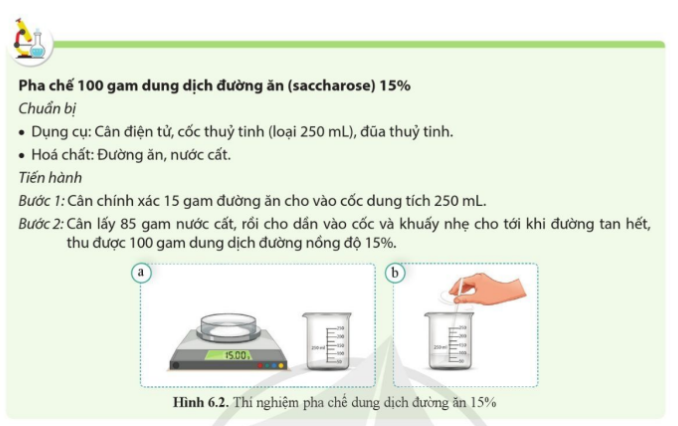 Pha chế 100 gam dung dịch đường ăn (saccharose) 15%
Chuẩn bị
• Dụng cụ: Cân điện tử, cốc thuỷ tinh (loại 250 mL), đũa thuỷ tinh.
• Hoá chất: Đường ăn, nước cất.
Tiến hành
Bước 1: Cân chính xác 15 gam đường ăn cho vào cốc dung tích 250 mL.
Bước 2: Cân lấy 85 gam nước cất, rồi cho dần vào cốc và khuấy nhẹ cho tới khi đường tan hết,
thu được 100 gam dung dịch đường nồng độ 15%.
a
b
15.00
Hình 6.2. Thí nghiệm pha chế dung dịch đường ăn 15%